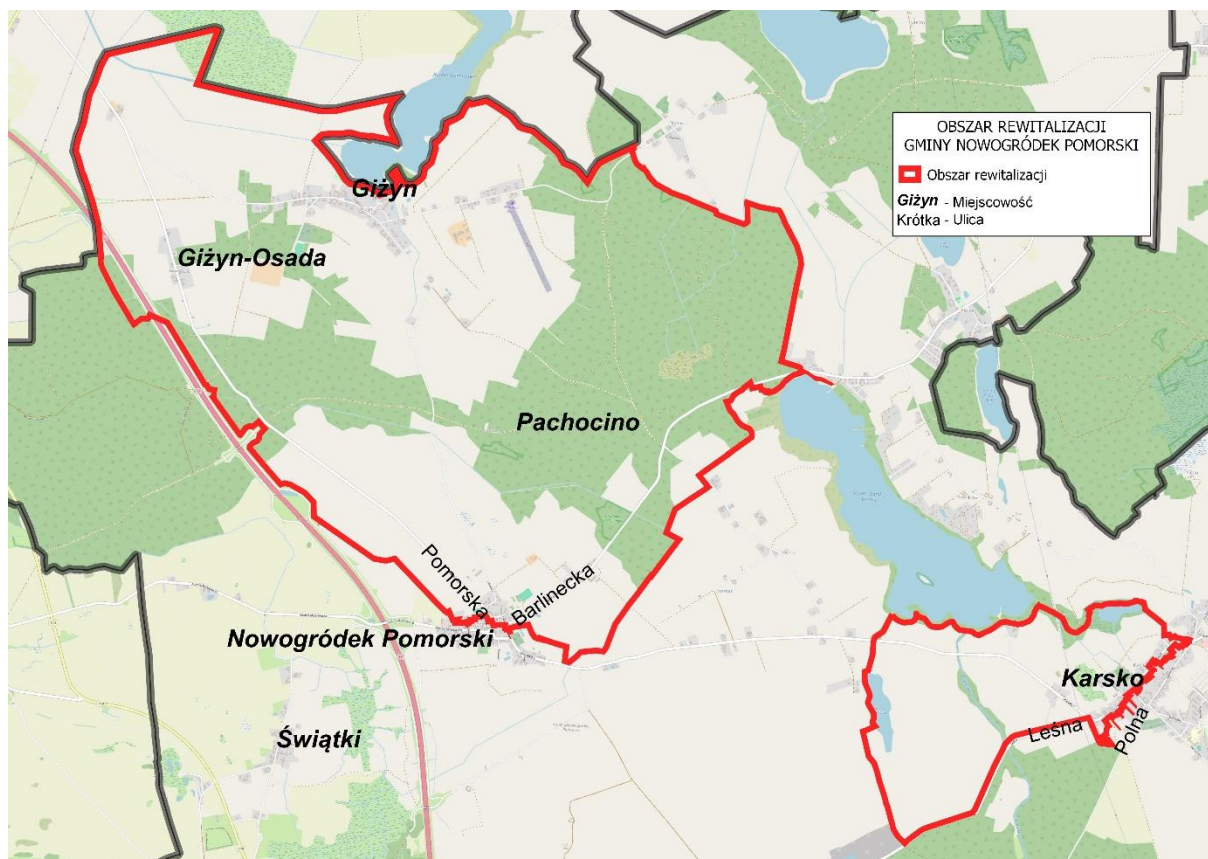 OBSZAR REWITALIZACJI
GMINY NOWOGRÓDEK POMORSKI
Obszar rewitalizacji
Giżyn - Miejscowość
Krótka - Ulica
Giżyn
Giżyn-Osada
Pachocino
Pomorska
Barlinecka
Nowogródek Pomorski
Karsko
Leśna
Polna
Świątki